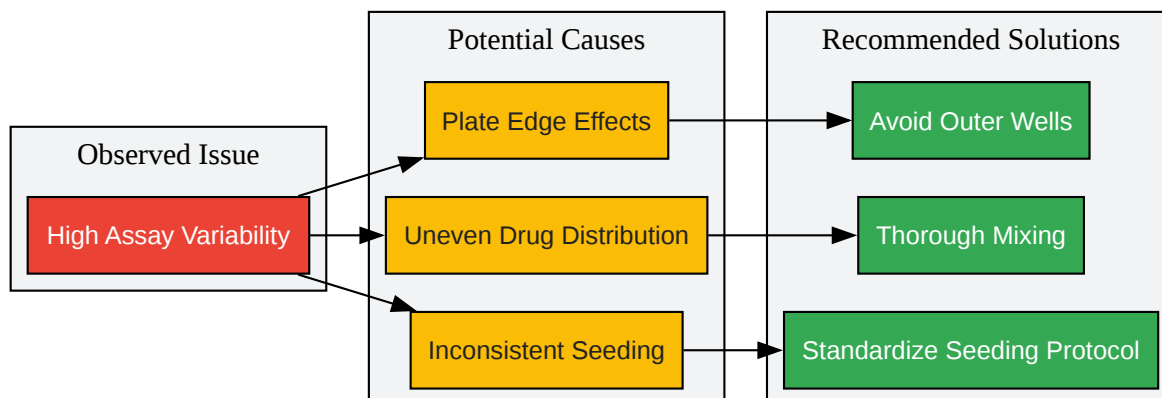 Observed Issue
High Assay Variability
Potential Causes
Plate Edge Effects
Uneven Drug Distribution
Inconsistent Seeding
Recommended Solutions
Avoid Outer Wells
Thorough Mixing
Standardize Seeding Protocol